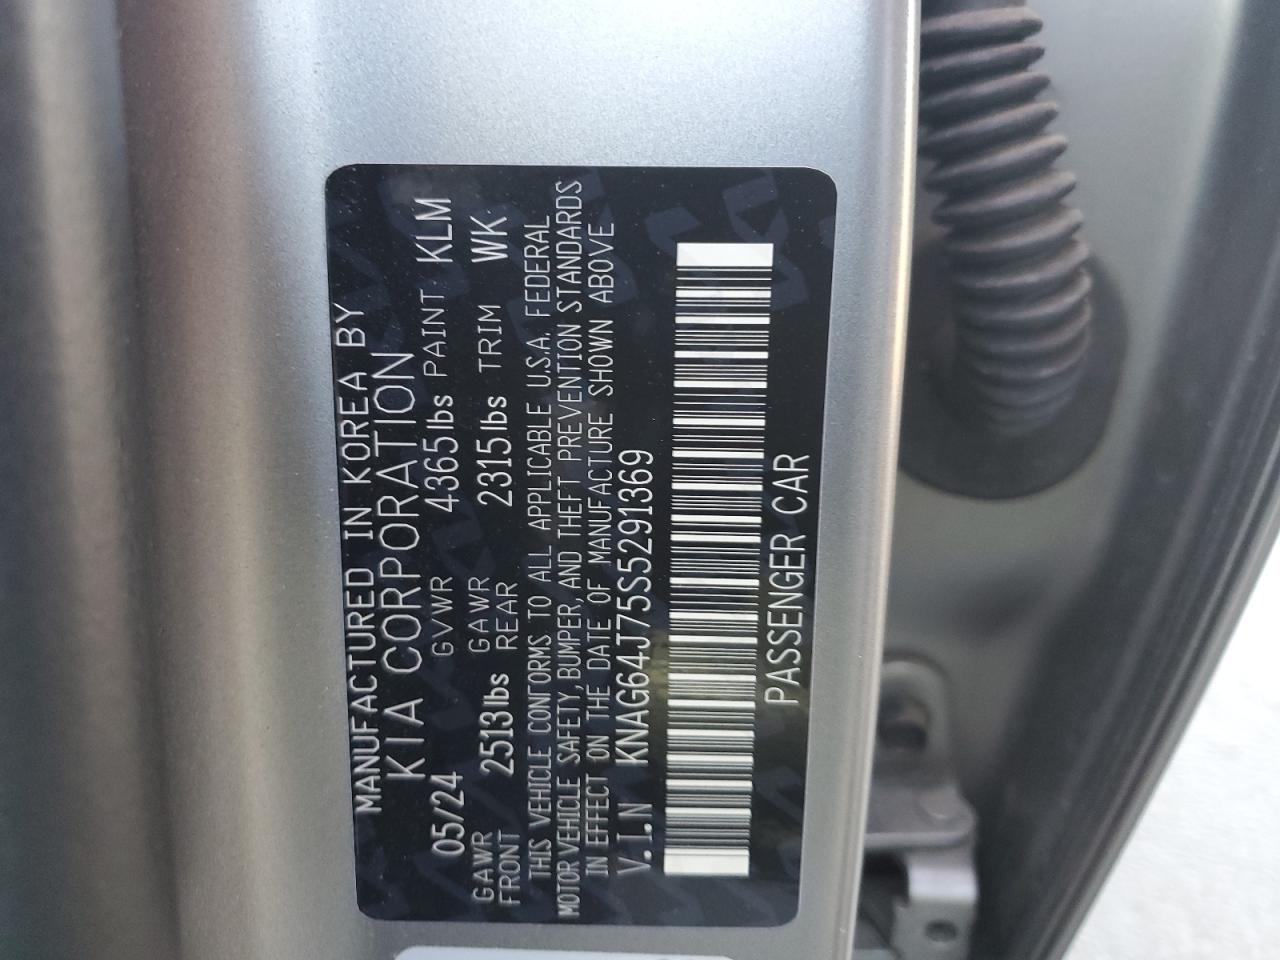 MANUFACTURED IN KOREA BY
KIA CORPORATION
05/24 GVWR 4365lbs PAINT KLM
GAWR FRONT 2513lbs GAWR REAR 2315lbs TRIM WK
THIS VEHICLE CONFORMS TO ALL APPLICABLE U.S.A. FEDERAL
MOTOR VEHICLE SAFETY, BUMPER, AND THEFT PREVENTION STANDARDS
IN EFFECT ON THE DATE OF MANUFACTURE SHOWN ABOVE
V.I.N KNAG64J75S5291369
PASSENGER CAR